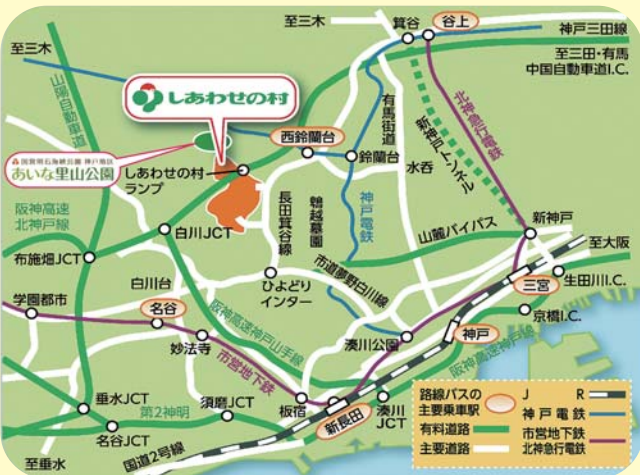 至三木
箕谷
谷上
神戸三田線
至三木
至三田・有馬
中国自動車道I.C.
山陽自動車道
しあわせの村
有馬街道
北神急行電鉄
新神戸トンネル
西鈴蘭台
鈴蘭台
水呑
国営明石海峡公園 神戸地区
あいな里山公園
しあわせの村
ランプ
長田箕谷線
鵯越墓園
神戸電鉄
阪神高速
北神戸線
白川JCT
山麓バイパス
新神戸
至大阪
布施畑JCT
白川台
ひよどり
インター
市道夢野白川線
三宮
生田川I.C.
学園都市
名谷
阪神高速神戸山手線
湊川公園
神戸
京橋I.C.
妙法寺
市営地下鉄
阪神高速神戸線
垂水JCT
第2神明
須磨JCT
板宿
新長田
湊川
JCT
名谷JCT
至垂水
国道2号線
路線バスの
主要乗車駅
有料道路
主要道路
J R
神戸電鉄
市営地下鉄
北神急行電鉄